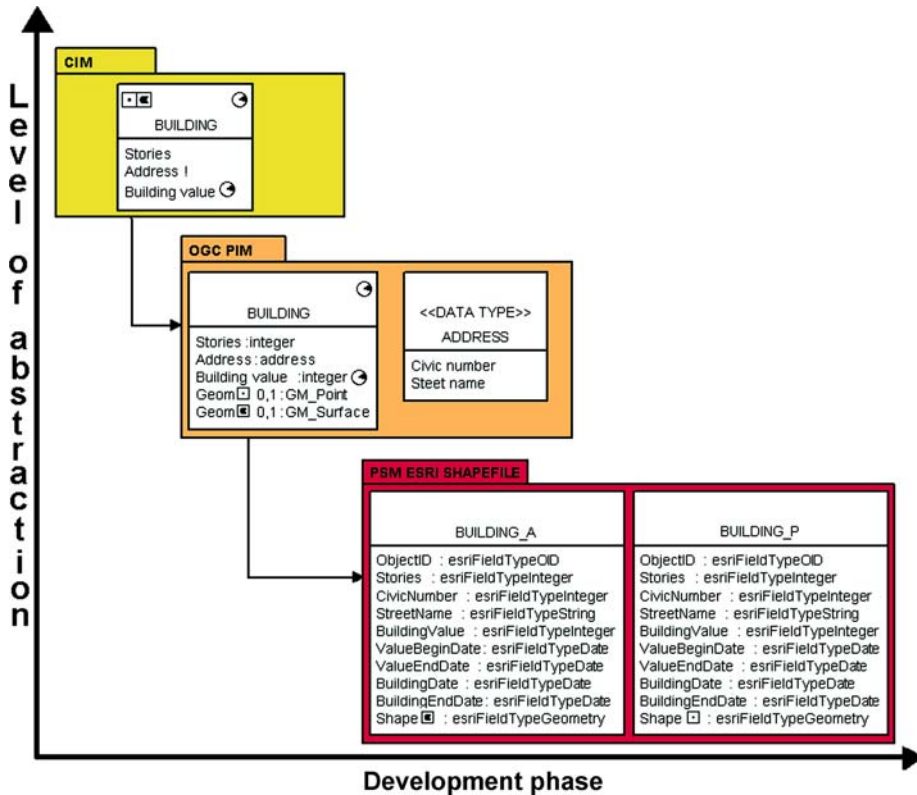 Level of abstraction
CIM
BUILDING
Stories
Address !
Building value
OGC PIM
BUILDING
Stories :integer
Address :address
Building value :integer
Geom 0,1:GM_Point
Geom 0,1:GM_Surface
<<DATA TYPE>>
ADDRESS
Civic number
Steet name
PSM ESRI SHAPEFILE
BUILDING_A
ObjectID : esriFieldTypeOID
Stories : esriFieldTypeInteger
CivicNumber : esriFieldTypeInteger
StreetName : esriFieldTypeString
BuildingValue : esriFieldTypeInteger
ValueBeginDate: esriFieldTypeDate
ValueEndDate : esriFieldTypeDate
BuildingDate : esriFieldTypeDate
BuildingEndDate: esriFieldTypeDate
Shape : esriFieldTypeGeometry
BUILDING_P
ObjectID : esriFieldTypeOID
Stories : esriFieldTypeInteger
CivicNumber : esriFieldTypeInteger
StreetName : esriFieldTypeString
BuildingValue : esriFieldTypeInteger
ValueBeginDate : esriFieldTypeDate
ValueEndDate : esriFieldTypeDate
BuildingDate : esriFieldTypeDate
BuildingEndDate : esriFieldTypeDate
Shape : esriFieldTypeGeometry
Development phase